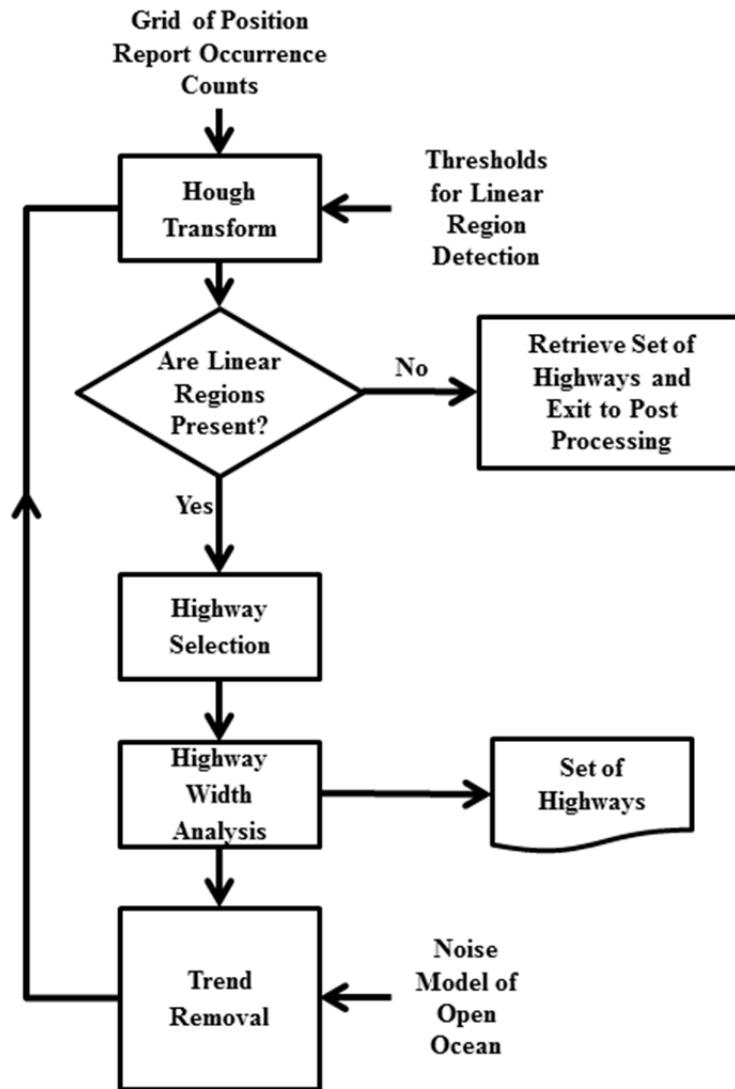 Grid of Position
Report Occurrence
Counts
Hough
Transform
Thresholds
for Linear
Region
Detection
Are Linear
Regions
Present?
No
Retrieve Set of
Highways and
Exit to Post
Processing
Yes
Highway
Selection
Highway
Width
Analysis
Set of
Highways
Trend
Removal
Noise
Model of
Open
Ocean